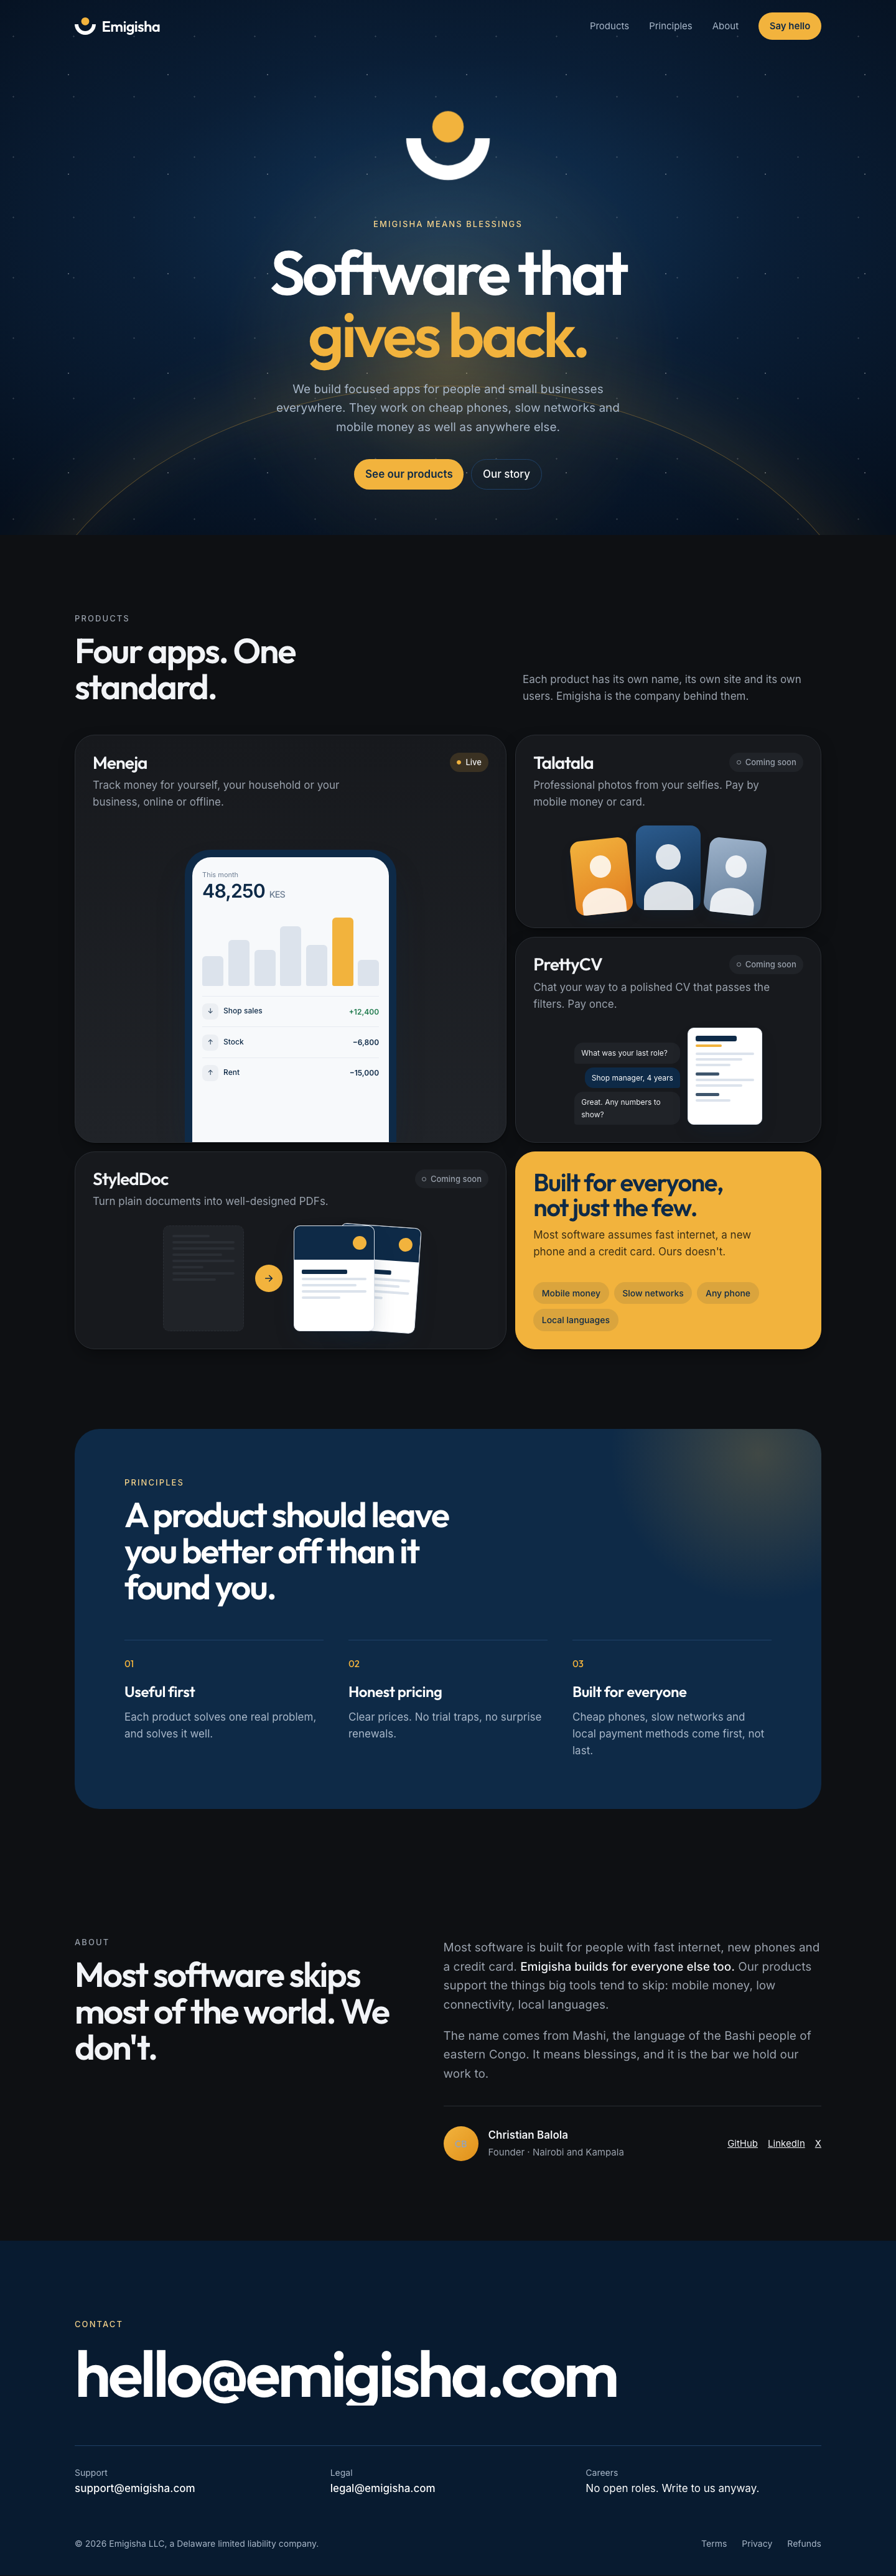 Emigisha
Products Principles About Say hello
EMIGISHA MEANS BLESSINGS
Software that
gives back.
We build focused apps for people and small businesses
everywhere. They work on cheap phones, slow networks and
mobile money as well as anywhere else.
See our products Our story
PRODUCTS
Four apps. One
standard.
Each product has its own name, its own site and its own
users. Emigisha is the company behind them.
Meneja
Live
Track money for yourself, your household or your
business, online or offline.
This month
48,250 KES
↓ Shop sales +12,400
↑ Stock −6,800
↑ Rent −15,000
Talatala
Coming soon
Professional photos from your selfies. Pay by
mobile money or card.
PrettyCV
Coming soon
Chat your way to a polished CV that passes the
filters. Pay once.
What was your last role?
Shop manager, 4 years
Great. Any numbers to
show?
StyledDoc
Coming soon
Turn plain documents into well-designed PDFs.
→
Built for everyone,
not just the few.
Most software assumes fast internet, a new
phone and a credit card. Ours doesn't.
Mobile money Slow networks Any phone
Local languages
PRINCIPLES
A product should leave
you better off than it
found you.
01
Useful first
Each product solves one real problem,
and solves it well.
02
Honest pricing
Clear prices. No trial traps, no surprise
renewals.
03
Built for everyone
Cheap phones, slow networks and
local payment methods come first, not
last.
ABOUT
Most software skips
most of the world. We
don't.
Most software is built for people with fast internet, new phones and
a credit card. Emigisha builds for everyone else too. Our products
support the things big tools tend to skip: mobile money, low
connectivity, local languages.
The name comes from Mashi, the language of the Bashi people of
eastern Congo. It means blessings, and it is the bar we hold our
work to.
Christian Balola
Founder · Nairobi and Kampala
GitHub LinkedIn X
CONTACT
hello@emigisha.com
Support
support@emigisha.com
Legal
legal@emigisha.com
Careers
No open roles. Write to us anyway.
© 2026 Emigisha LLC, a Delaware limited liability company.
Terms Privacy Refunds